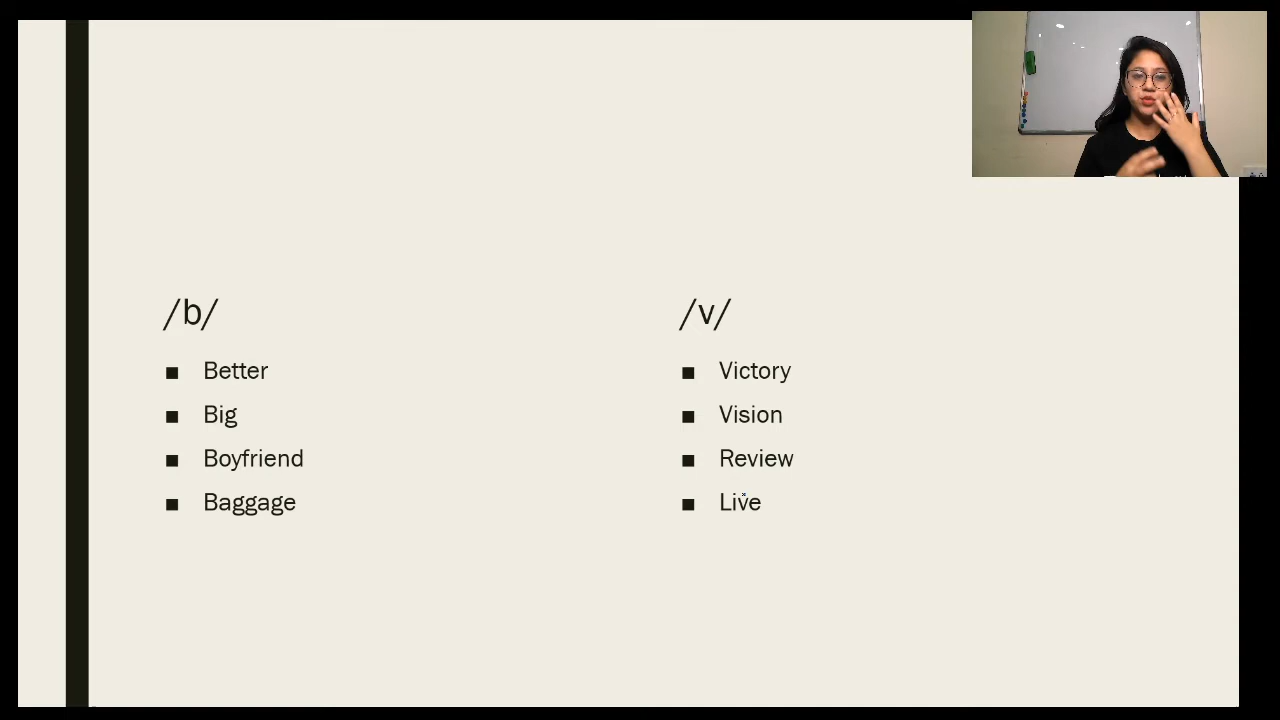 /b/
Better
Big
Boyfriend
Baggage
/v/
Victory
Vision
Review
Live